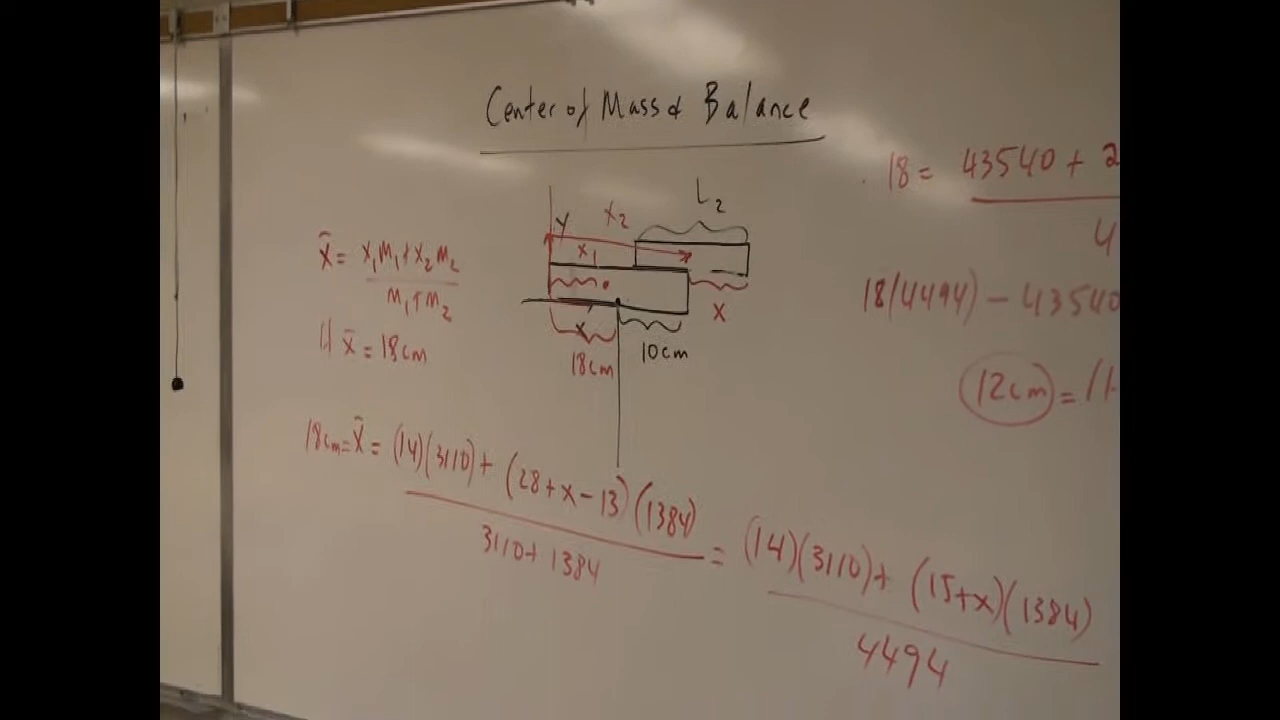 Center of Mass & Balance
18 = 43540 + 2
4
18(4494) - 43540
12cm = (1.
L2
y
x2
x1
x
x
18cm
10cm
x̄ = x1M1 + x2M2
M1 + M2
x̄ = 18cm
18cm = x̄ = (14)(3110) + (28 + x - 13)(1384)
3110 + 1384
= (14)(3110) + (15 + x)(1384)
4494